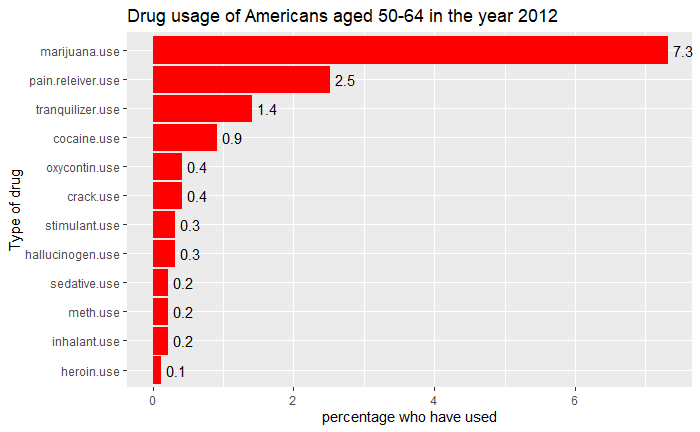 Drug usage of Americans aged 50-64 in the year 2012
Type of drug
marijuana.use 7.3
pain.releiver.use 2.5
tranquilizer.use 1.4
cocaine.use 0.9
oxycontin.use 0.4
crack.use 0.4
stimulant.use 0.3
hallucinogen.use 0.3
sedative.use 0.2
meth.use 0.2
inhalant.use 0.2
heroin.use 0.1
0 2 4 6
percentage who have used